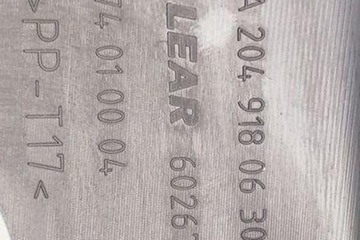 A 204 918 06 30
LEAR 6026
74 01 00 04
>PP-T17<